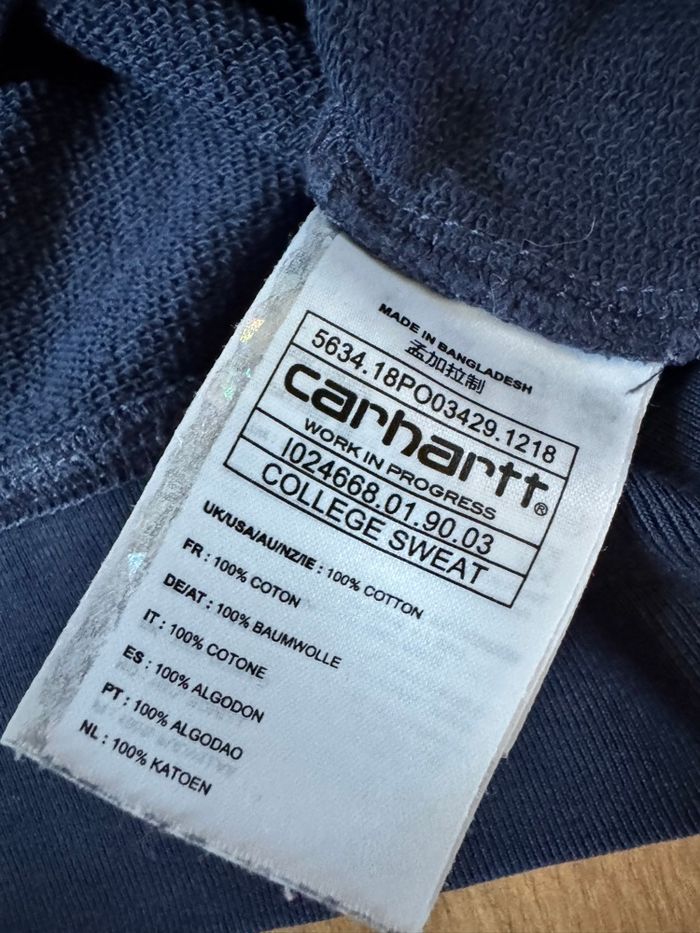 MADE IN BANGLADESH
孟加拉制
5634.18PO03429.1218
carhartt®
WORK IN PROGRESS
I024668.01.90.03
COLLEGE SWEAT
UK/USA/AU/NZ/IE : 100% COTTON
FR : 100% COTON
DE/AT : 100% BAUMWOLLE
IT : 100% COTONE
ES : 100% ALGODON
PT : 100% ALGODAO
NL : 100% KATOEN